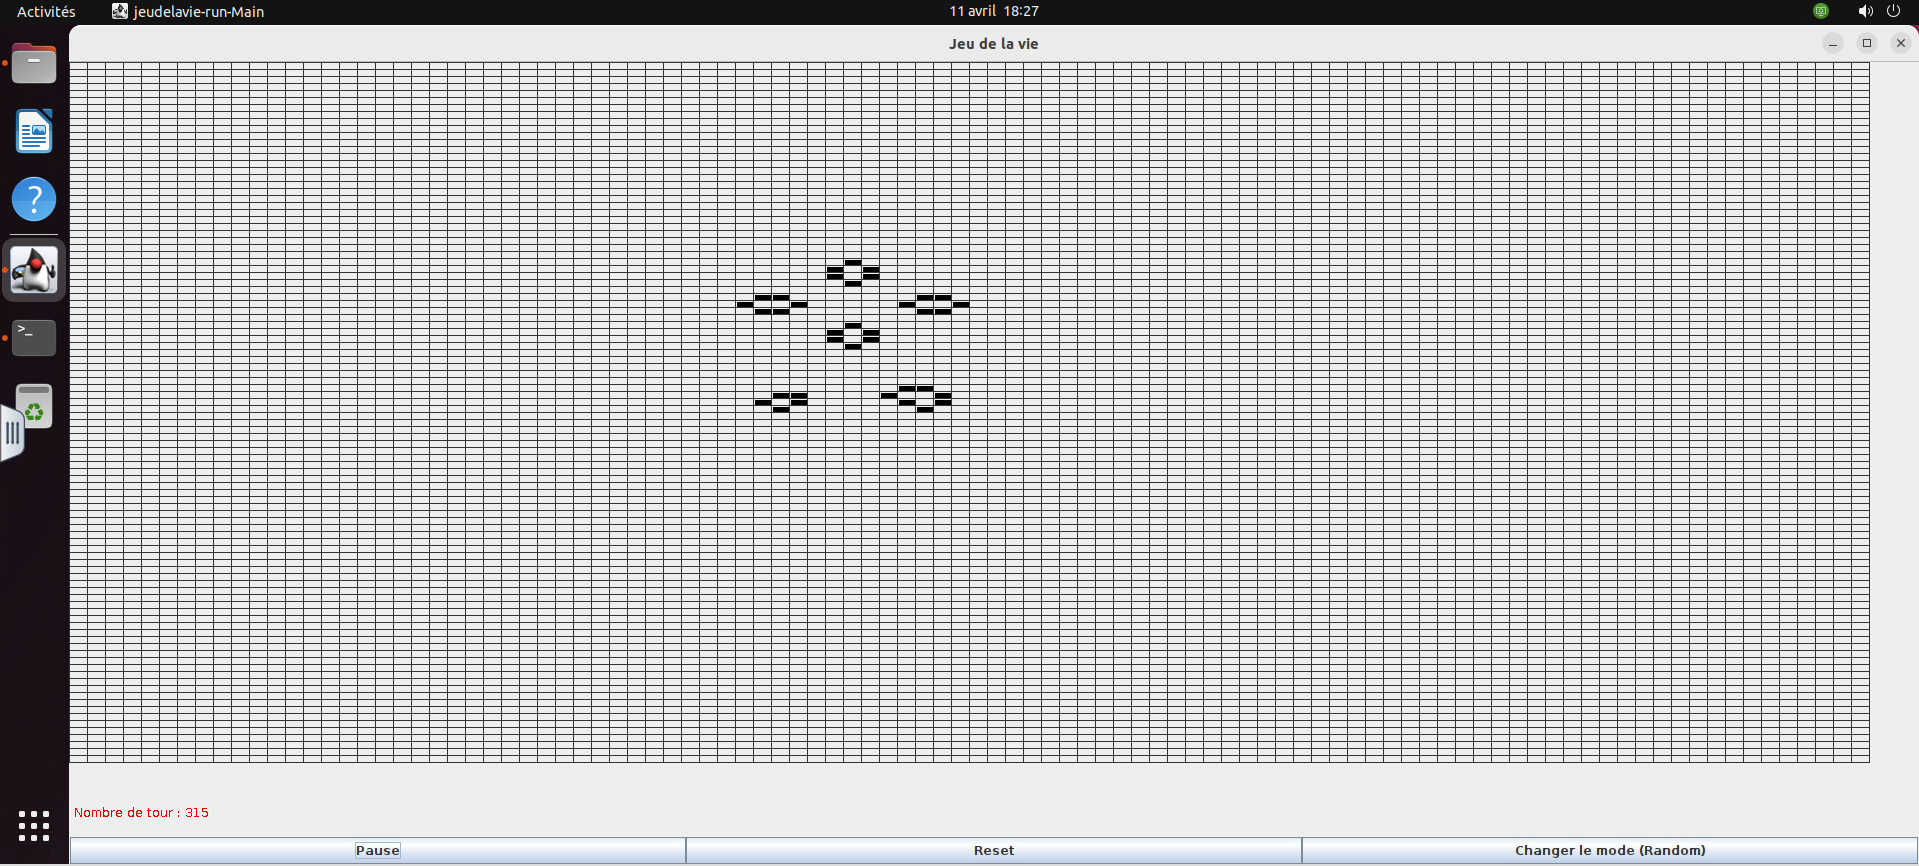 Activités jeudelavie-run-Main 11 avril 18:27
Jeu de la vie
Nombre de tour : 315
Pause Reset Changer le mode (Random)